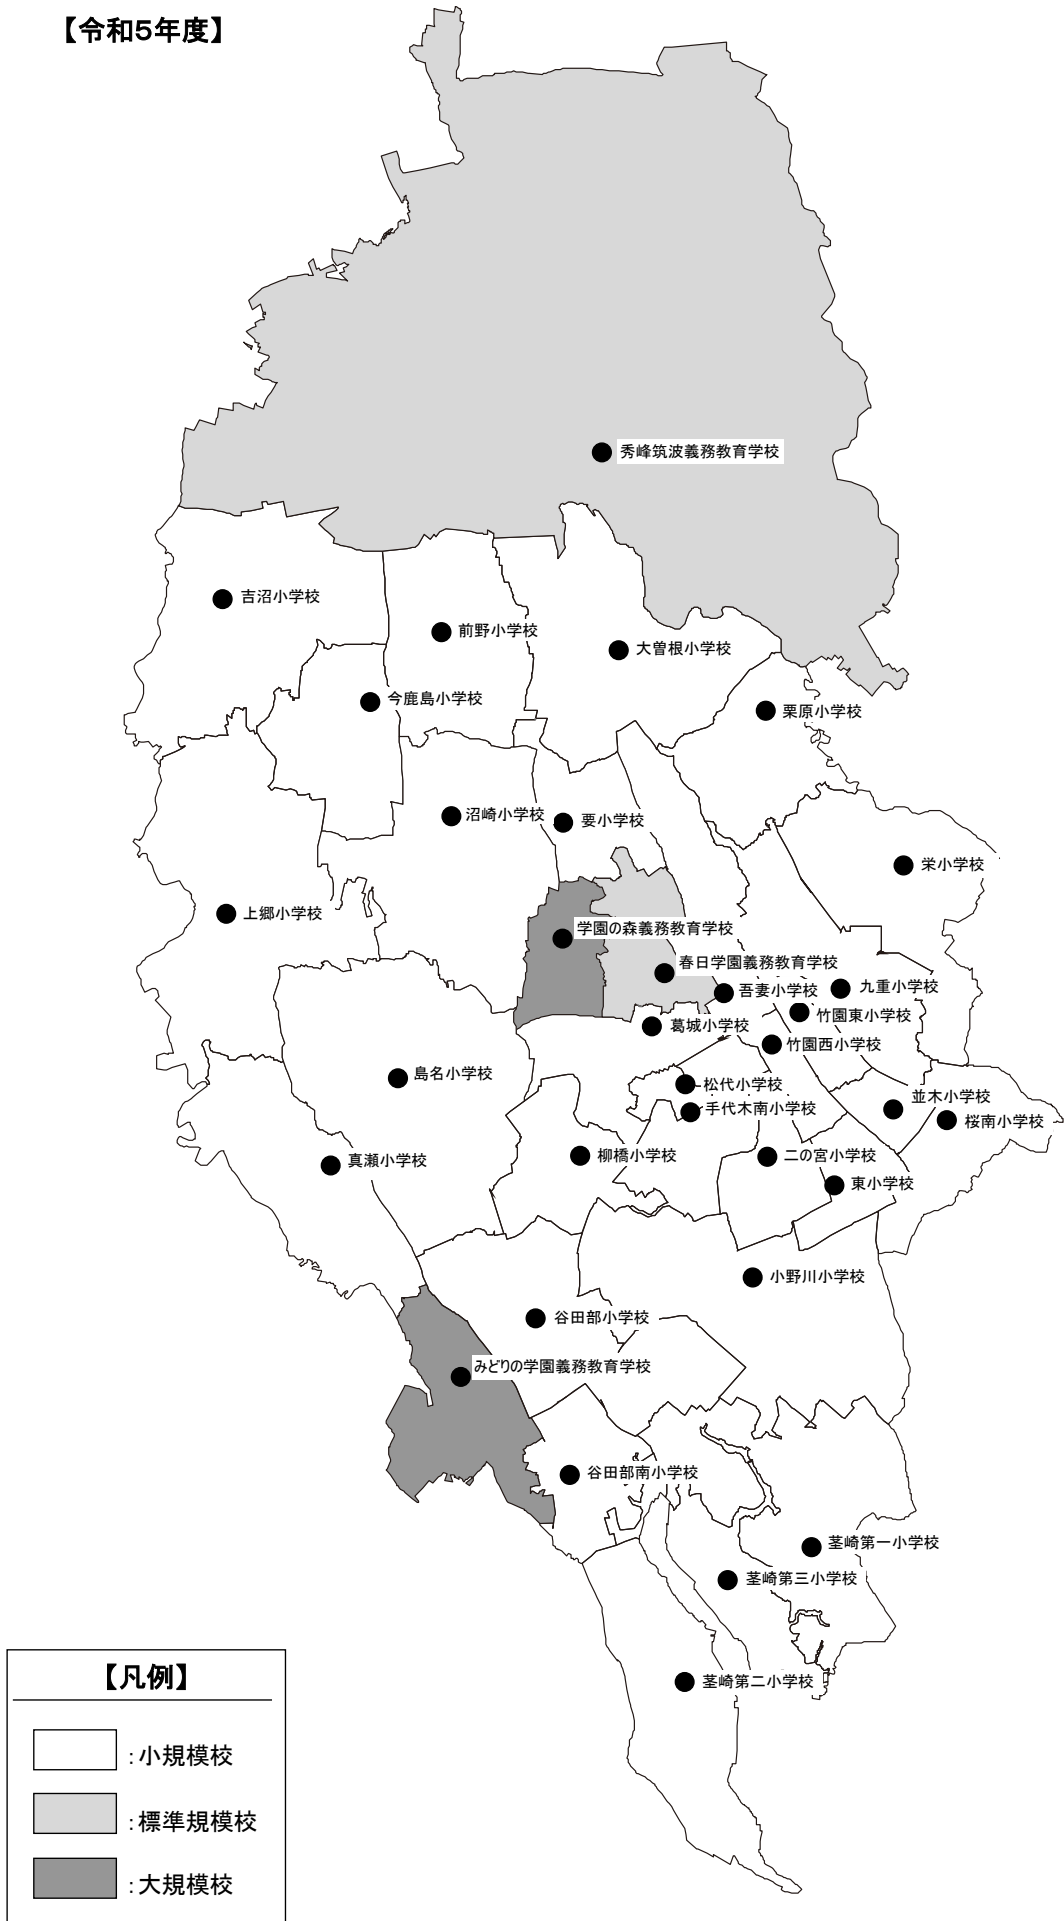 【令和5年度】
秀峰筑波義務教育学校
吉沼小学校
前野小学校
大曽根小学校
今鹿島小学校
栗原小学校
沼崎小学校
要小学校
栄小学校
上郷小学校
学園の森義務教育学校
春日学園義務教育学校
吾妻小学校
九重小学校
竹園東小学校
葛城小学校
竹園西小学校
島名小学校
松代小学校
手代木南小学校
並木小学校
桜南小学校
真瀬小学校
柳橋小学校
二の宮小学校
東小学校
小野川小学校
谷田部小学校
みどりの学園義務教育学校
谷田部南小学校
茎崎第一小学校
茎崎第三小学校
茎崎第二小学校
【凡例】
：小規模校
：標準規模校
：大規模校